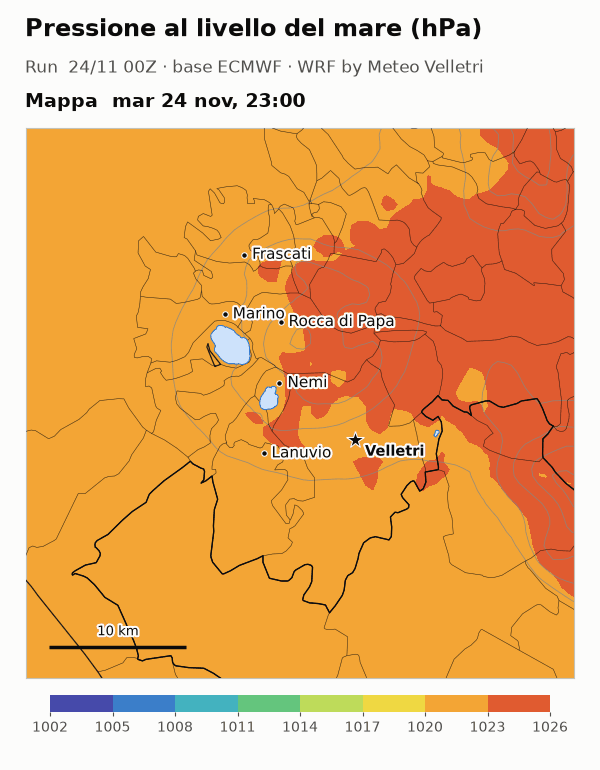 Pressione al livello del mare (hPa)
Run  24/11 00Z · base ECMWF · WRF by Meteo Velletri
Mappa  mar 24 nov, 23:00
Frascati
Marino
Rocca di Papa
Nemi
Velletri
Lanuvio
10 km
1002 1005 1008 1011 1014 1017 1020 1023 1026